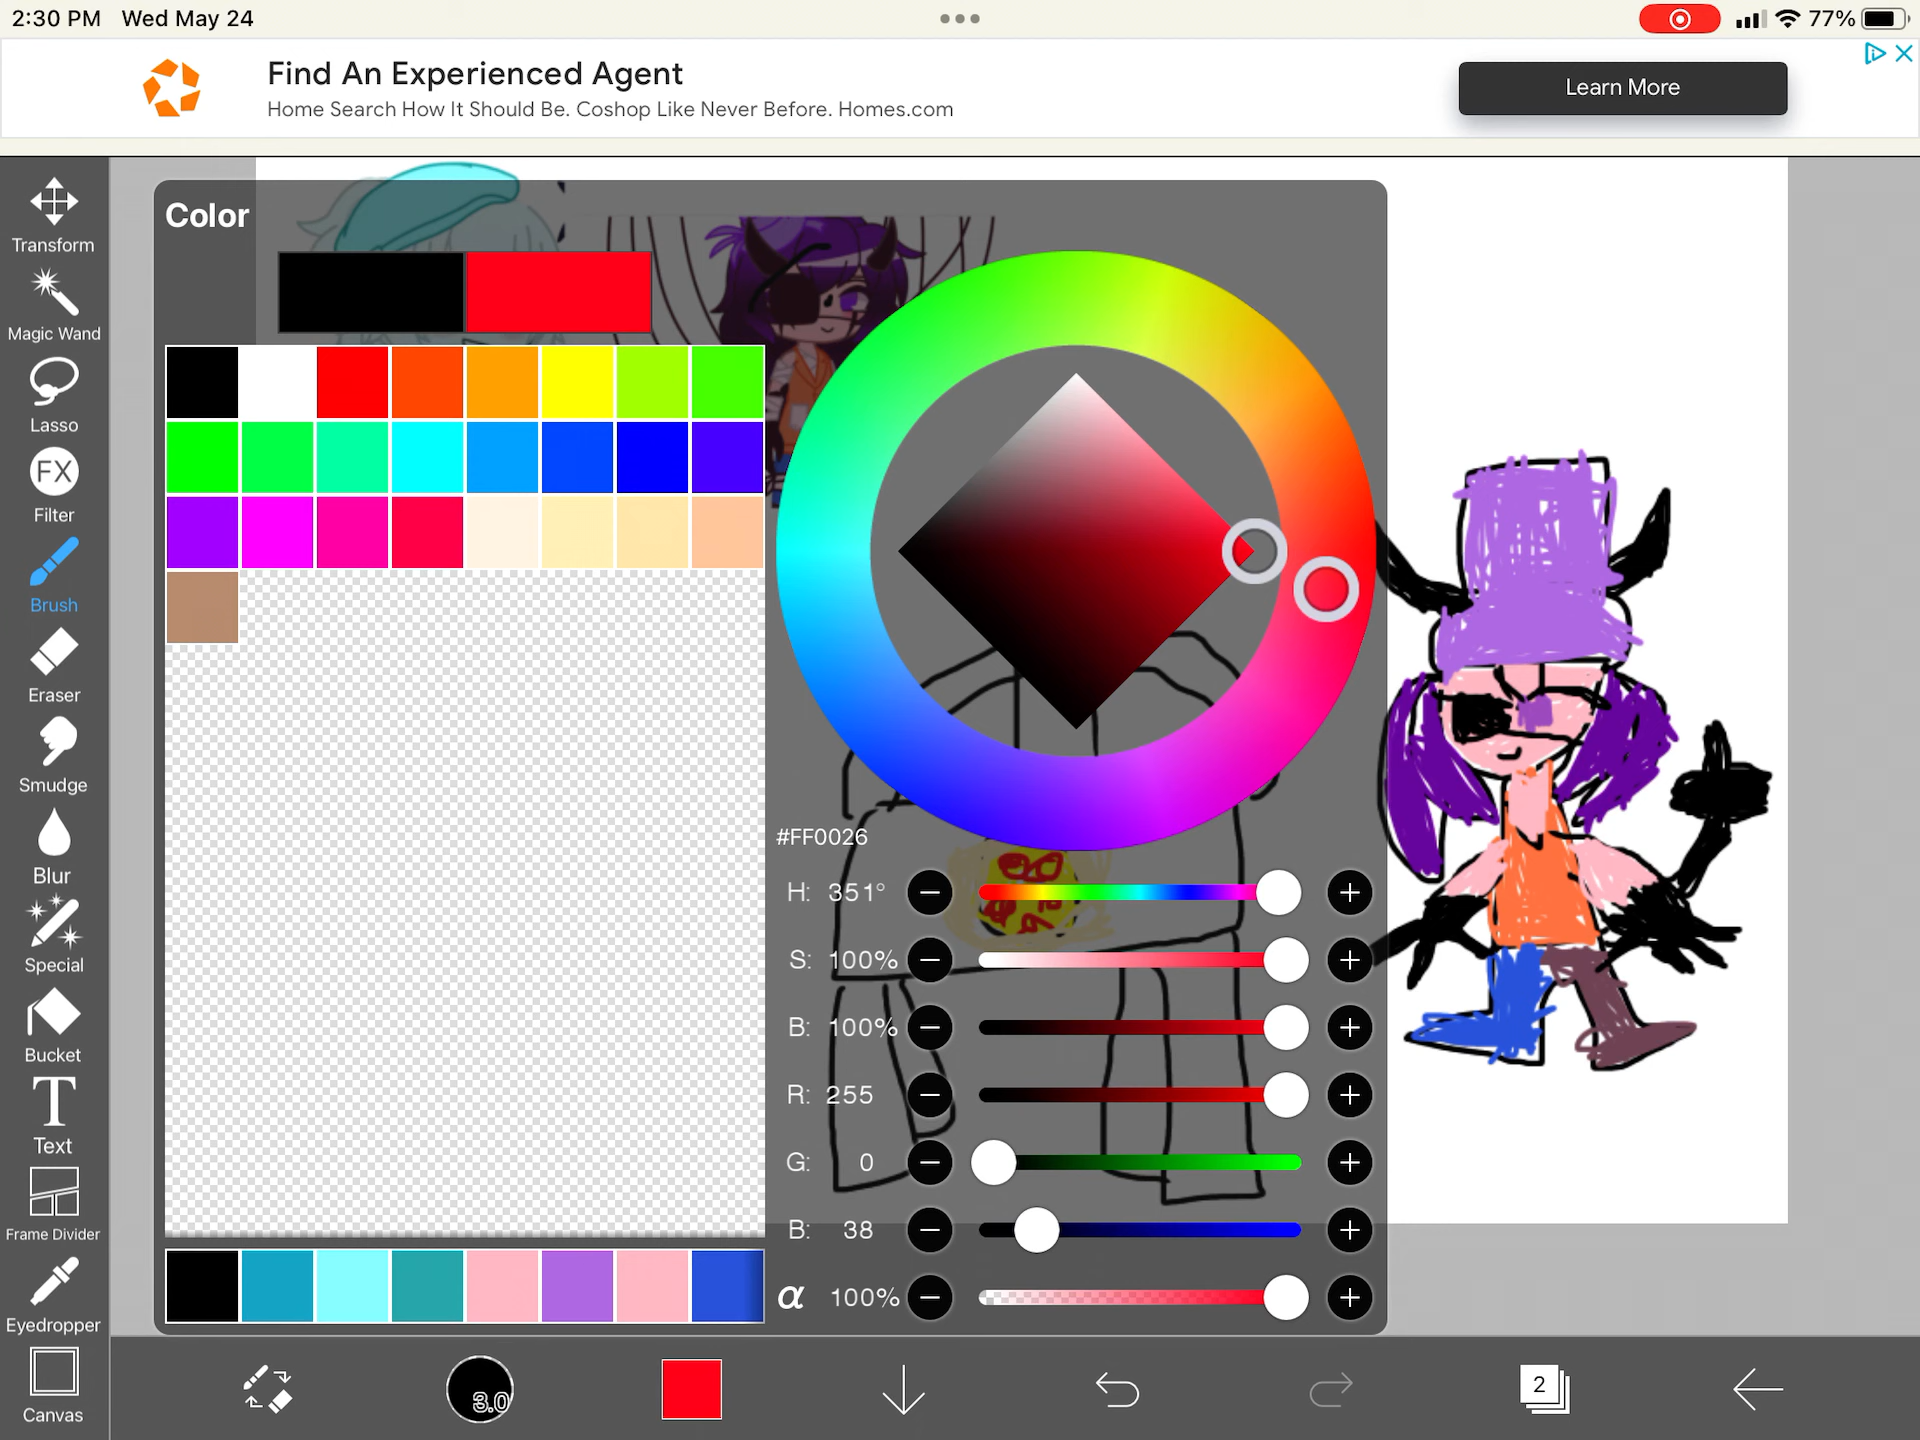 2:30 PM Wed May 24
77%
Find An Experienced Agent
Home Search How It Should Be. Coshop Like Never Before. Homes.com
Learn More
Transform
Magic Wand
Lasso
FX
Filter
Brush
Eraser
Smudge
Blur
Special
Bucket
T
Text
Frame Divider
Eyedropper
Canvas
Color
#FF0026
H: 351°
S: 100%
B: 100%
R: 255
G: 0
B: 38
α 100%
3.0
2